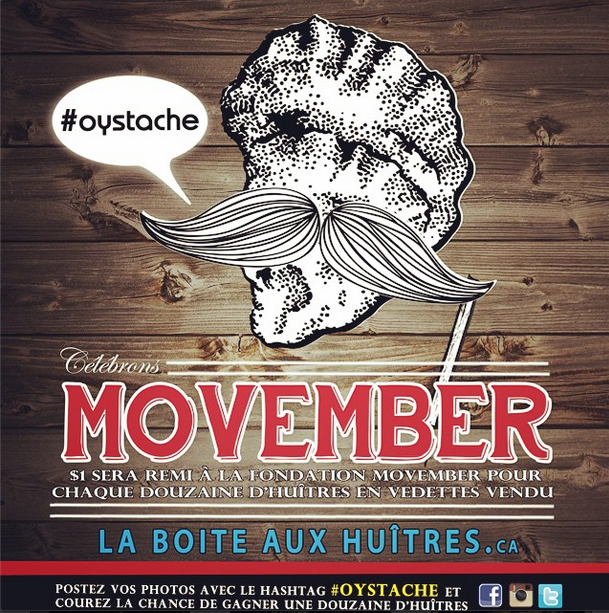 #oystache
Célébrons
MOVEMBER
$1 SERA REMI À LA FONDATION MOVEMBER POUR
CHAQUE DOUZAINE D'HUÎTRES EN VEDETTES VENDU
LA BOITE AUX HUÎTRES.CA
POSTEZ VOS PHOTOS AVEC LE HASHTAG #OYSTACHE ET
COUREZ LA CHANCE DE GAGNER UNE DOUZAINE D'HUÎTRES